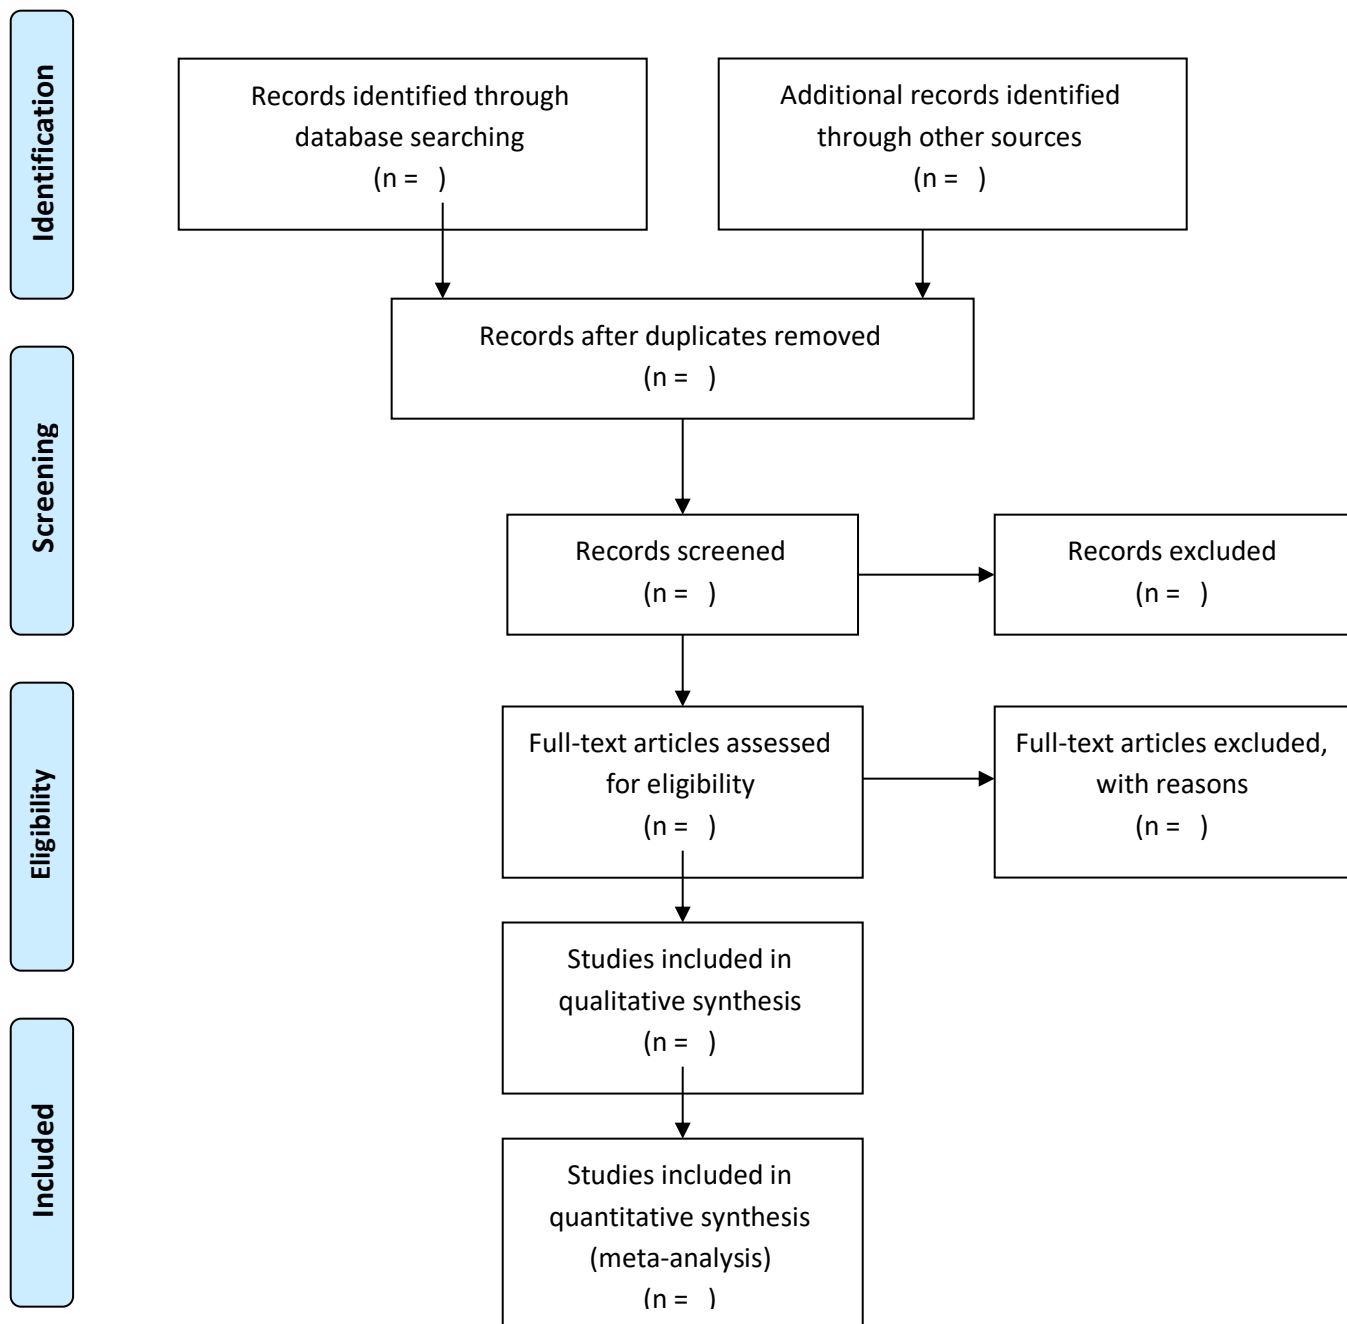 Identification
Records identified through
database searching
(n =   )
Additional records identified
through other sources
(n =   )
Records after duplicates removed
(n =   )
Screening
Records screened
(n =   )
Records excluded
(n =   )
Eligibility
Full-text articles assessed
for eligibility
(n =   )
Full-text articles excluded,
with reasons
(n =   )
Studies included in
qualitative synthesis
(n =   )
Included
Studies included in
quantitative synthesis
(meta-analysis)
(n =   )